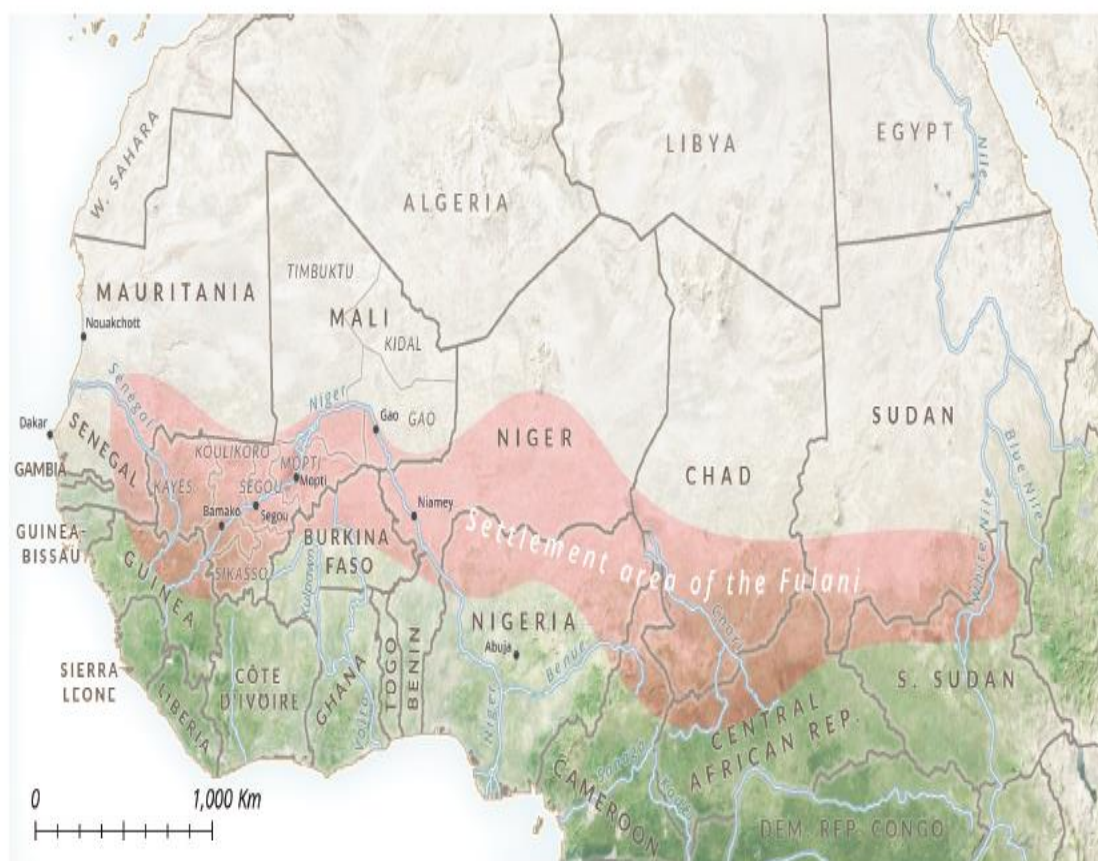 W. SAHARA
ALGERIA
LIBYA
EGYPT
Nile
MAURITANIA
Nouakchott
TIMBUKTU
MALI
KIDAL
Sénégal
Niger
Gao
GAO
NIGER
CHAD
SUDAN
Blue Nile
White Nile
Dakar
SENEGAL
GAMBIA
KOULIKORO
MOPTI
Mopti
KAYES
SEGOU
Segou
Bamako
SIKASSO
GUINEA-
BISSAU
GUINEA
BURKINA
FASO
Niamey
Settlement area of the Fulani
Kulpawn
Chari
NIGERIA
Abuja
Benue
Niger
SIERRA
LEONE
LIBERIA
CÔTE
D'IVOIRE
GHANA
Volta
TOGO
BENIN
S. SUDAN
CENTRAL
AFRICAN REP.
CAMEROON
DEM. REP. CONGO
0 1,000 Km